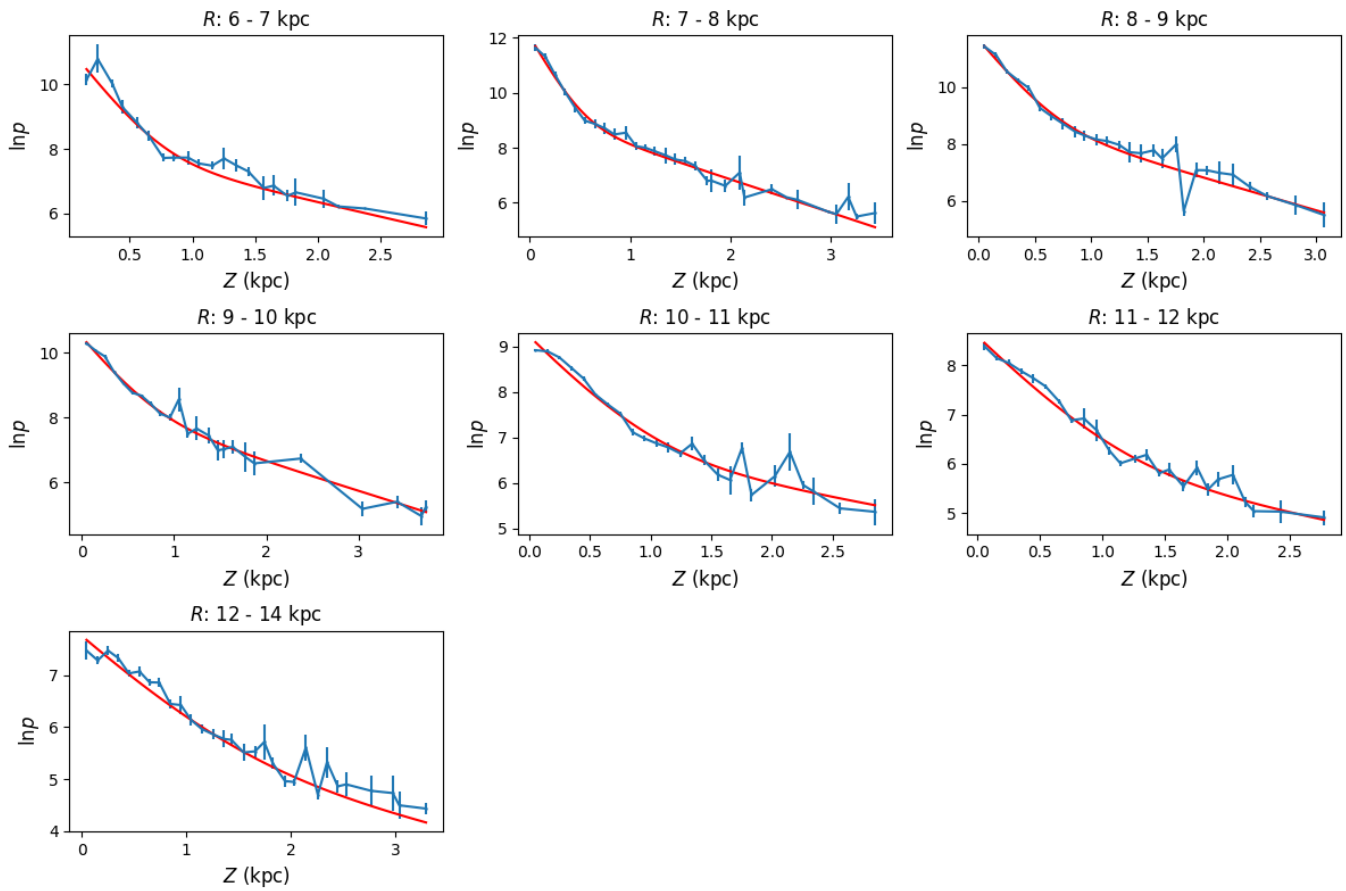 R: 6 - 7 kpc
lnp
10
8
6
0.5 1.0 1.5 2.0 2.5
Z (kpc)
R: 7 - 8 kpc
lnp
12
10
8
6
0 1 2 3
Z (kpc)
R: 8 - 9 kpc
lnp
10
8
6
0.0 0.5 1.0 1.5 2.0 2.5 3.0
Z (kpc)
R: 9 - 10 kpc
lnp
10
8
6
0 1 2 3
Z (kpc)
R: 10 - 11 kpc
lnp
9
8
7
6
5
0.0 0.5 1.0 1.5 2.0 2.5
Z (kpc)
R: 11 - 12 kpc
lnp
8
7
6
5
0.0 0.5 1.0 1.5 2.0 2.5
Z (kpc)
R: 12 - 14 kpc
lnp
7
6
5
4
0 1 2 3
Z (kpc)